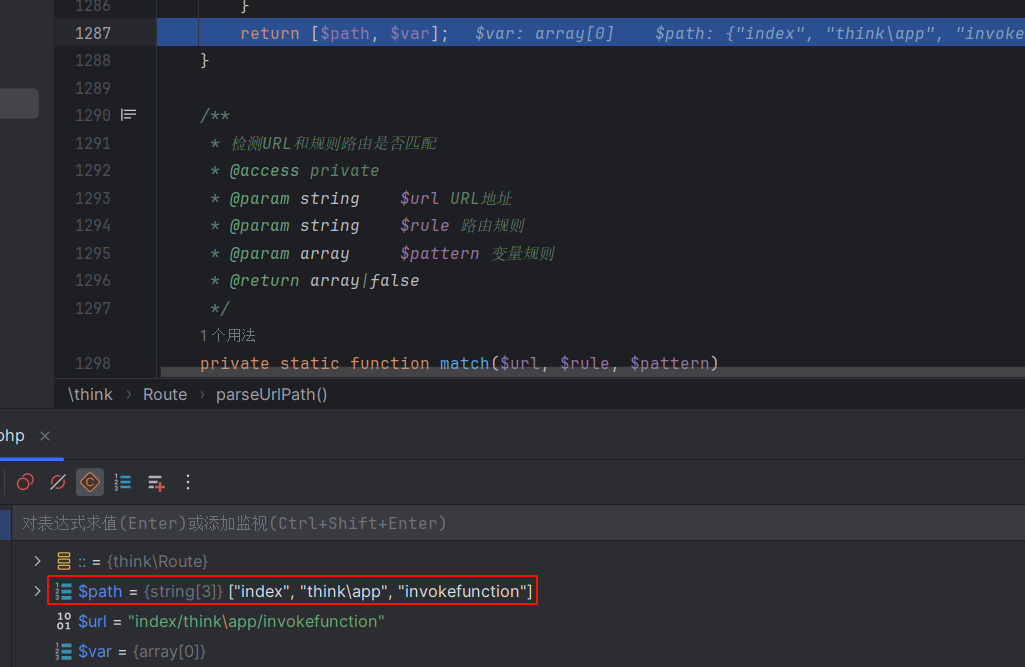 1286 }
1287 return [$path, $var]; $var: array[0] $path: {"index", "think\app", "invoke
1288 }
1289
1290 /**
1291 * 检测URL和规则路由是否匹配
1292 * @access private
1293 * @param string $url URL地址
1294 * @param string $rule 路由规则
1295 * @param array $pattern 变量规则
1296 * @return array|false
1297 */
1个用法
1298 private static function match($url, $rule, $pattern)
\think › Route › parseUrlPath()
php ×
对表达式求值(Enter)或添加监视(Ctrl+Shift+Enter)
:: = {think\Route}
$path = {string[3]} ["index", "think\app", "invokefunction"]
$url = "index/think\app/invokefunction"
$var = {array[0]}